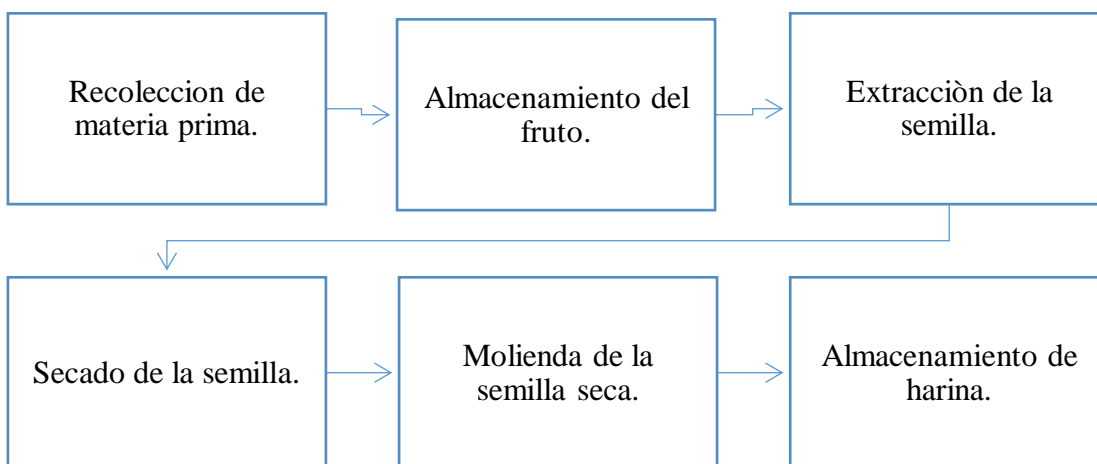 Recoleccion de
materia prima.
Almacenamiento del
fruto.
Extracciòn de la
semilla.
Secado de la semilla.
Molienda de la
semilla seca.
Almacenamiento de
harina.